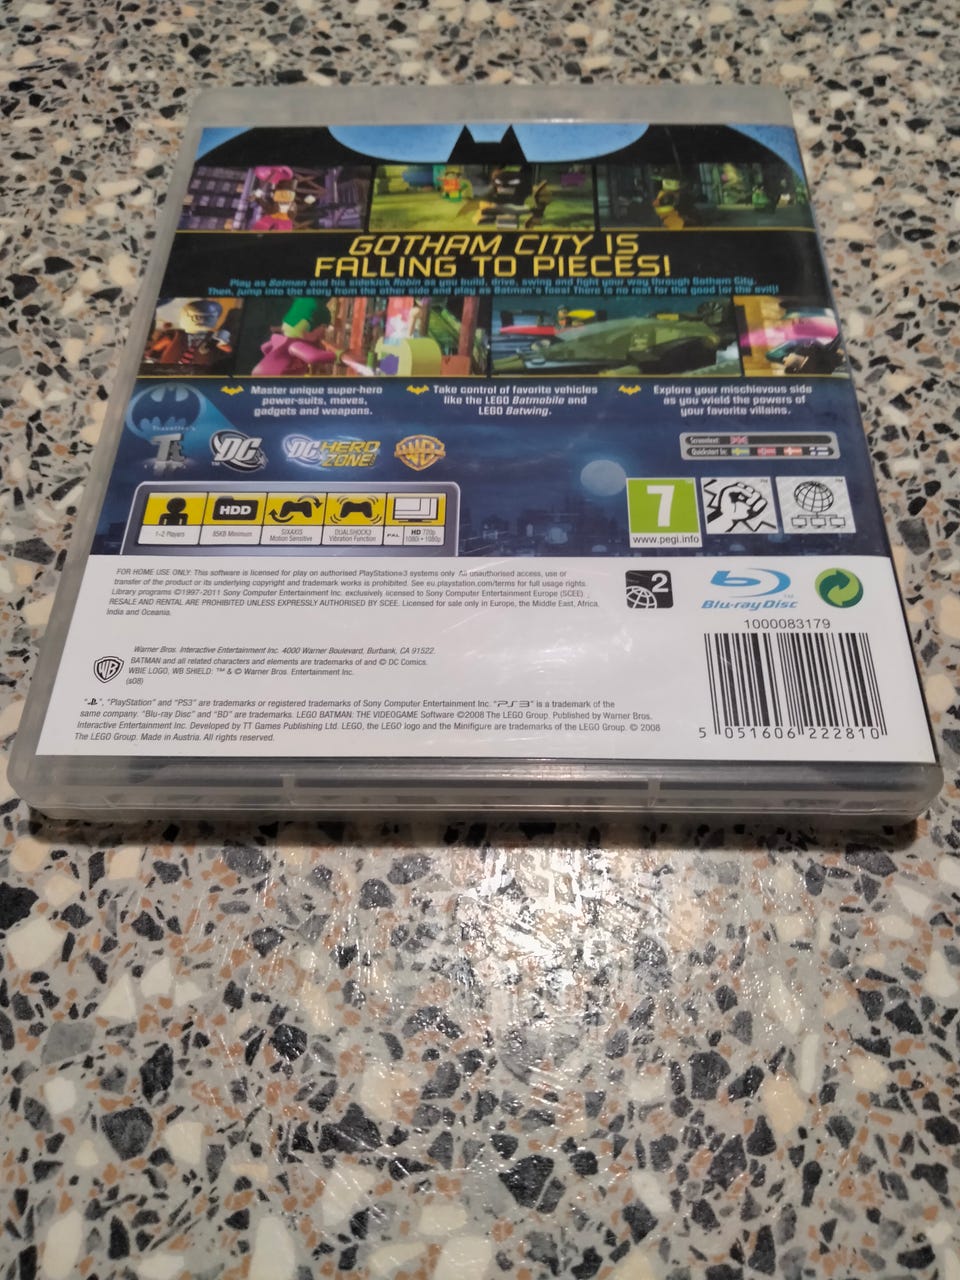 GOTHAM CITY IS
FALLING TO PIECES!
Play as Batman and his sidekick Robin as you build, drive, swing and fight your way through Gotham City.
Then, jump into the story from the other side and play as Batman's foes! There is no rest for the good (or the evil)!
Master unique super-hero
power-suits, moves,
gadgets and weapons.
Take control of favorite vehicles
like the LEGO Batmobile and
LEGO Batwing.
Explore your mischievous side
as you wield the powers of
your favorite villains.
Traveller's
TT
DC
TM
DC HERO
ZONE
WB
Screentext:
Quickstart in:
1-2 Players
HDD
85KB Minimum
SIXAXIS
Motion Sensitive
DUALSHOCK3
Vibration Function
PAL
HD 720p
1080i • 1080p
7
www.pegi.info
TM
TM
FOR HOME USE ONLY: This software is licensed for play on authorised PlayStation®3 systems only. All unauthorised access, use or
transfer of the product or its underlying copyright and trademark works is prohibited. See eu.playstation.com/terms for full usage rights.
Library programs ©1997-2011 Sony Computer Entertainment Inc. exclusively licensed to Sony Computer Entertainment Europe (SCEE).
RESALE AND RENTAL ARE PROHIBITED UNLESS EXPRESSLY AUTHORISED BY SCEE. Licensed for sale only in Europe, the Middle East, Africa,
India and Oceania.
2
Blu-ray Disc
TM
1000083179
WB
Warner Bros. Interactive Entertainment Inc. 4000 Warner Boulevard, Burbank, CA 91522.
BATMAN and all related characters and elements are trademarks of and © DC Comics.
WBIE LOGO, WB SHIELD: ™ & © Warner Bros. Entertainment Inc.
(s08)
"PS", "PlayStation" and "PS3" are trademarks or registered trademarks of Sony Computer Entertainment Inc. "PS3" is a trademark of the
same company. "Blu-ray Disc" and "BD" are trademarks. LEGO BATMAN: THE VIDEOGAME Software ©2008 The LEGO Group. Published by Warner Bros.
Interactive Entertainment Inc. Developed by TT Games Publishing Ltd. LEGO, the LEGO logo and the Minifigure are trademarks of the LEGO Group. © 2008
The LEGO Group. Made in Austria. All rights reserved.
5 051606 222810